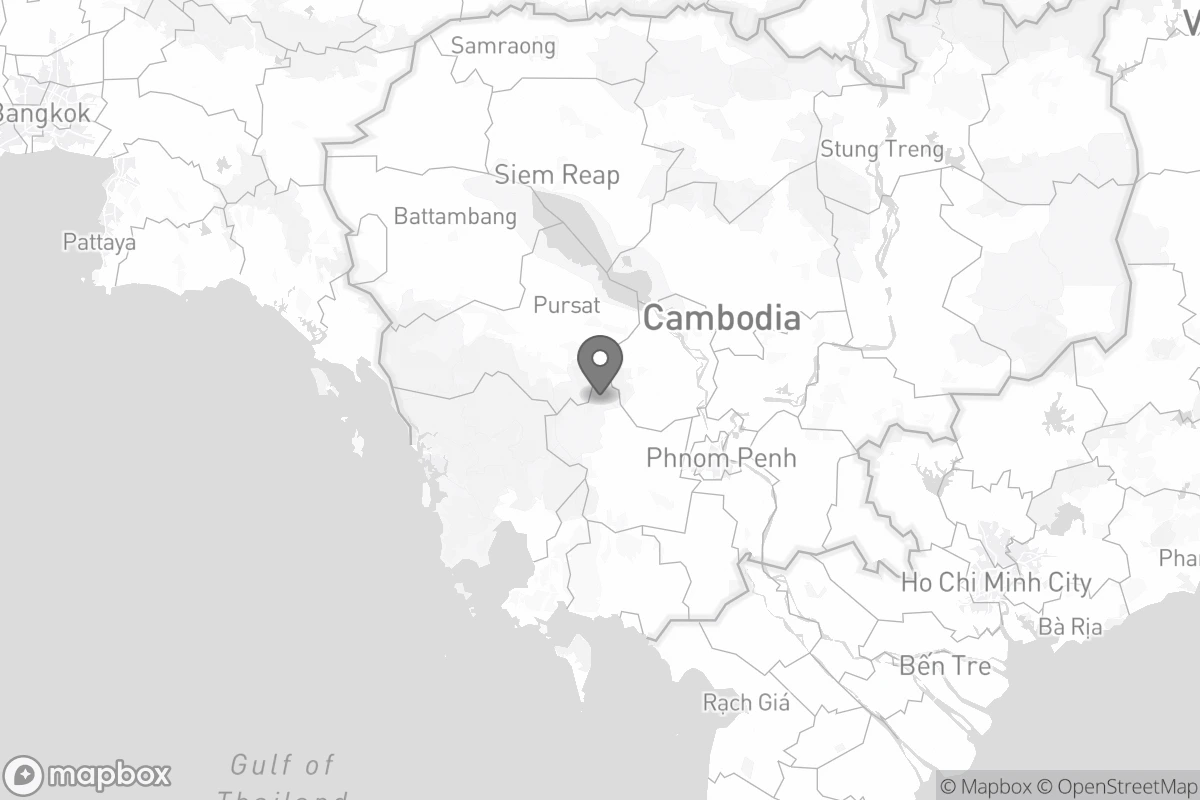 Samraong
Bangkok
Stung Treng
Siem Reap
Battambang
Pattaya
Pursat
Cambodia
Phnom Penh
Ho Chi Minh City
Bà Rịa
Bến Tre
Rạch Giá
Gulf of
Thailand
mapbox
© Mapbox © OpenStreetMap